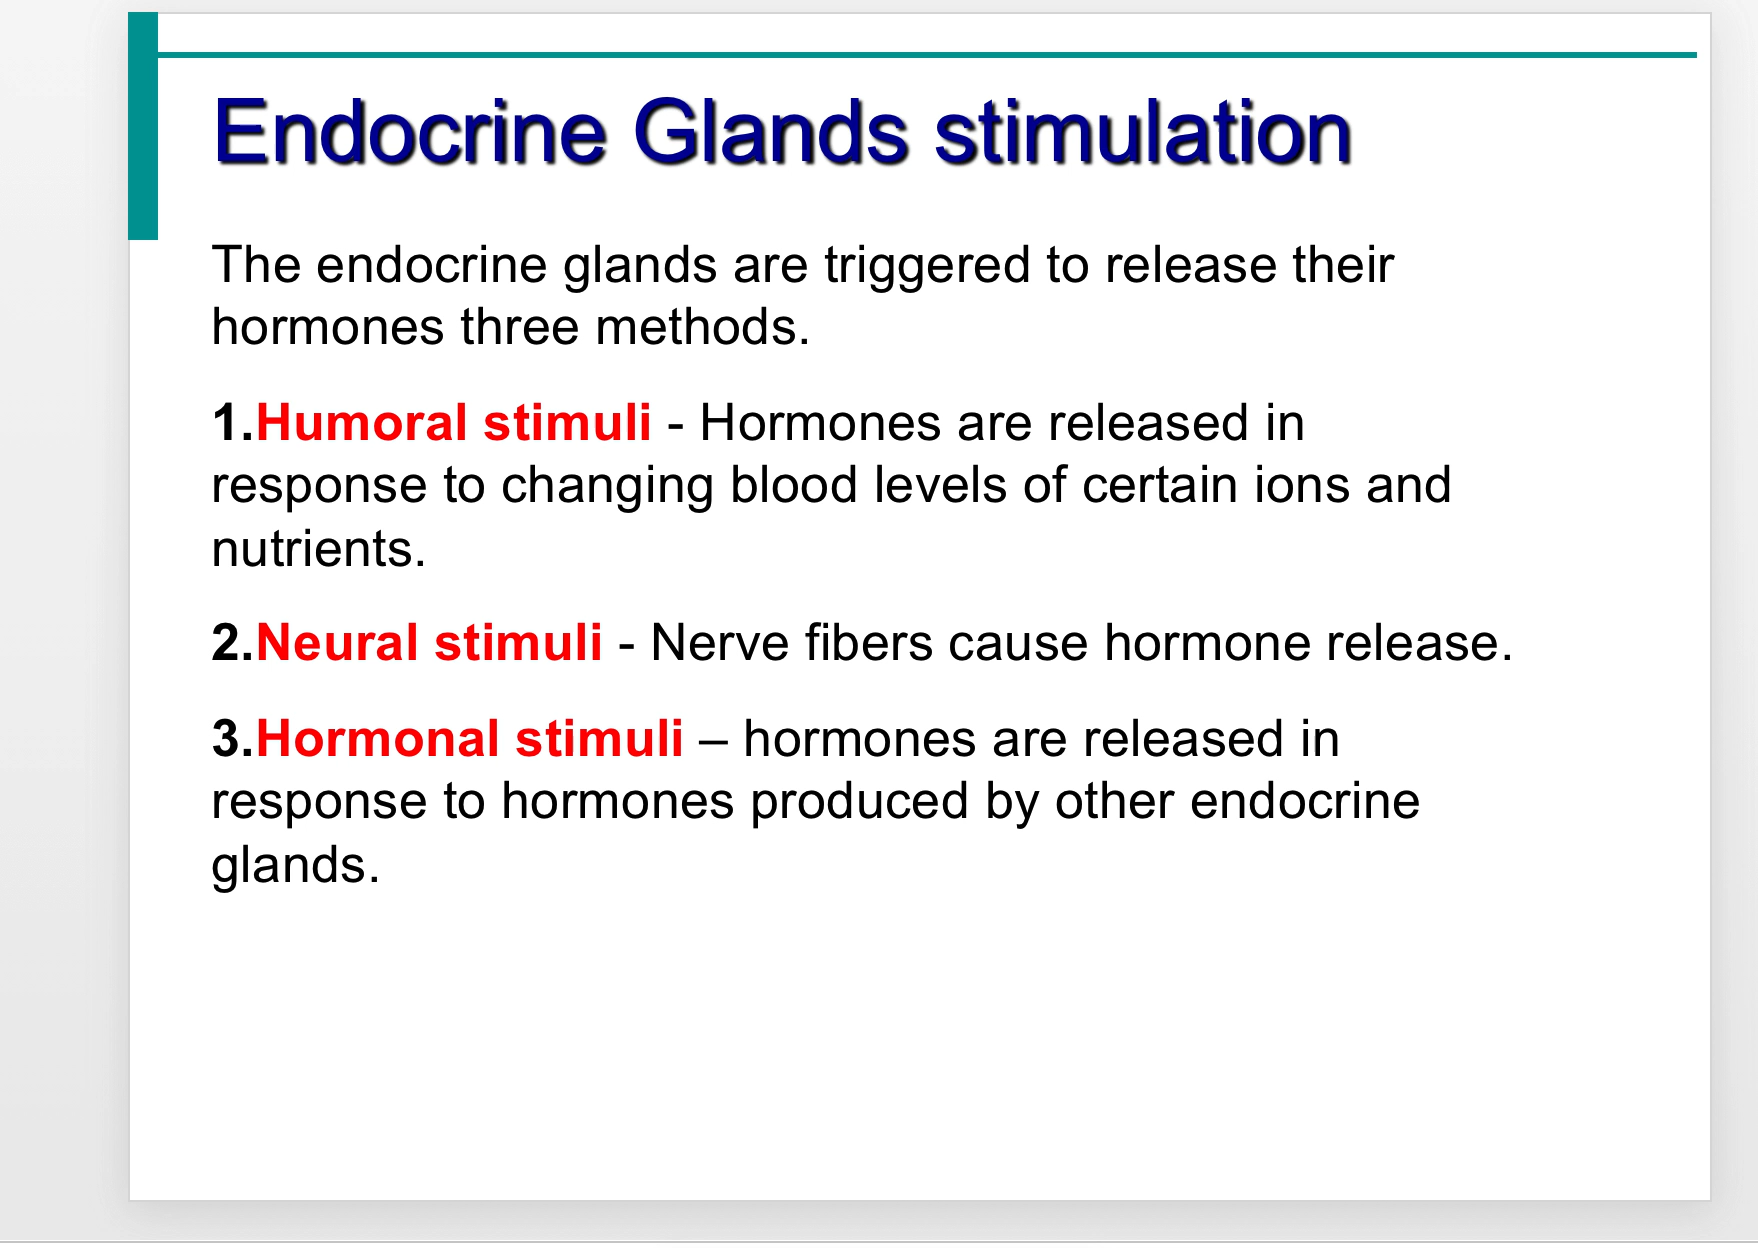 Endocrine Glands stimulation
The endocrine glands are triggered to release their
hormones three methods.
1.Humoral stimuli - Hormones are released in
response to changing blood levels of certain ions and
nutrients.
2.Neural stimuli - Nerve fibers cause hormone release.
3.Hormonal stimuli – hormones are released in
response to hormones produced by other endocrine
glands.